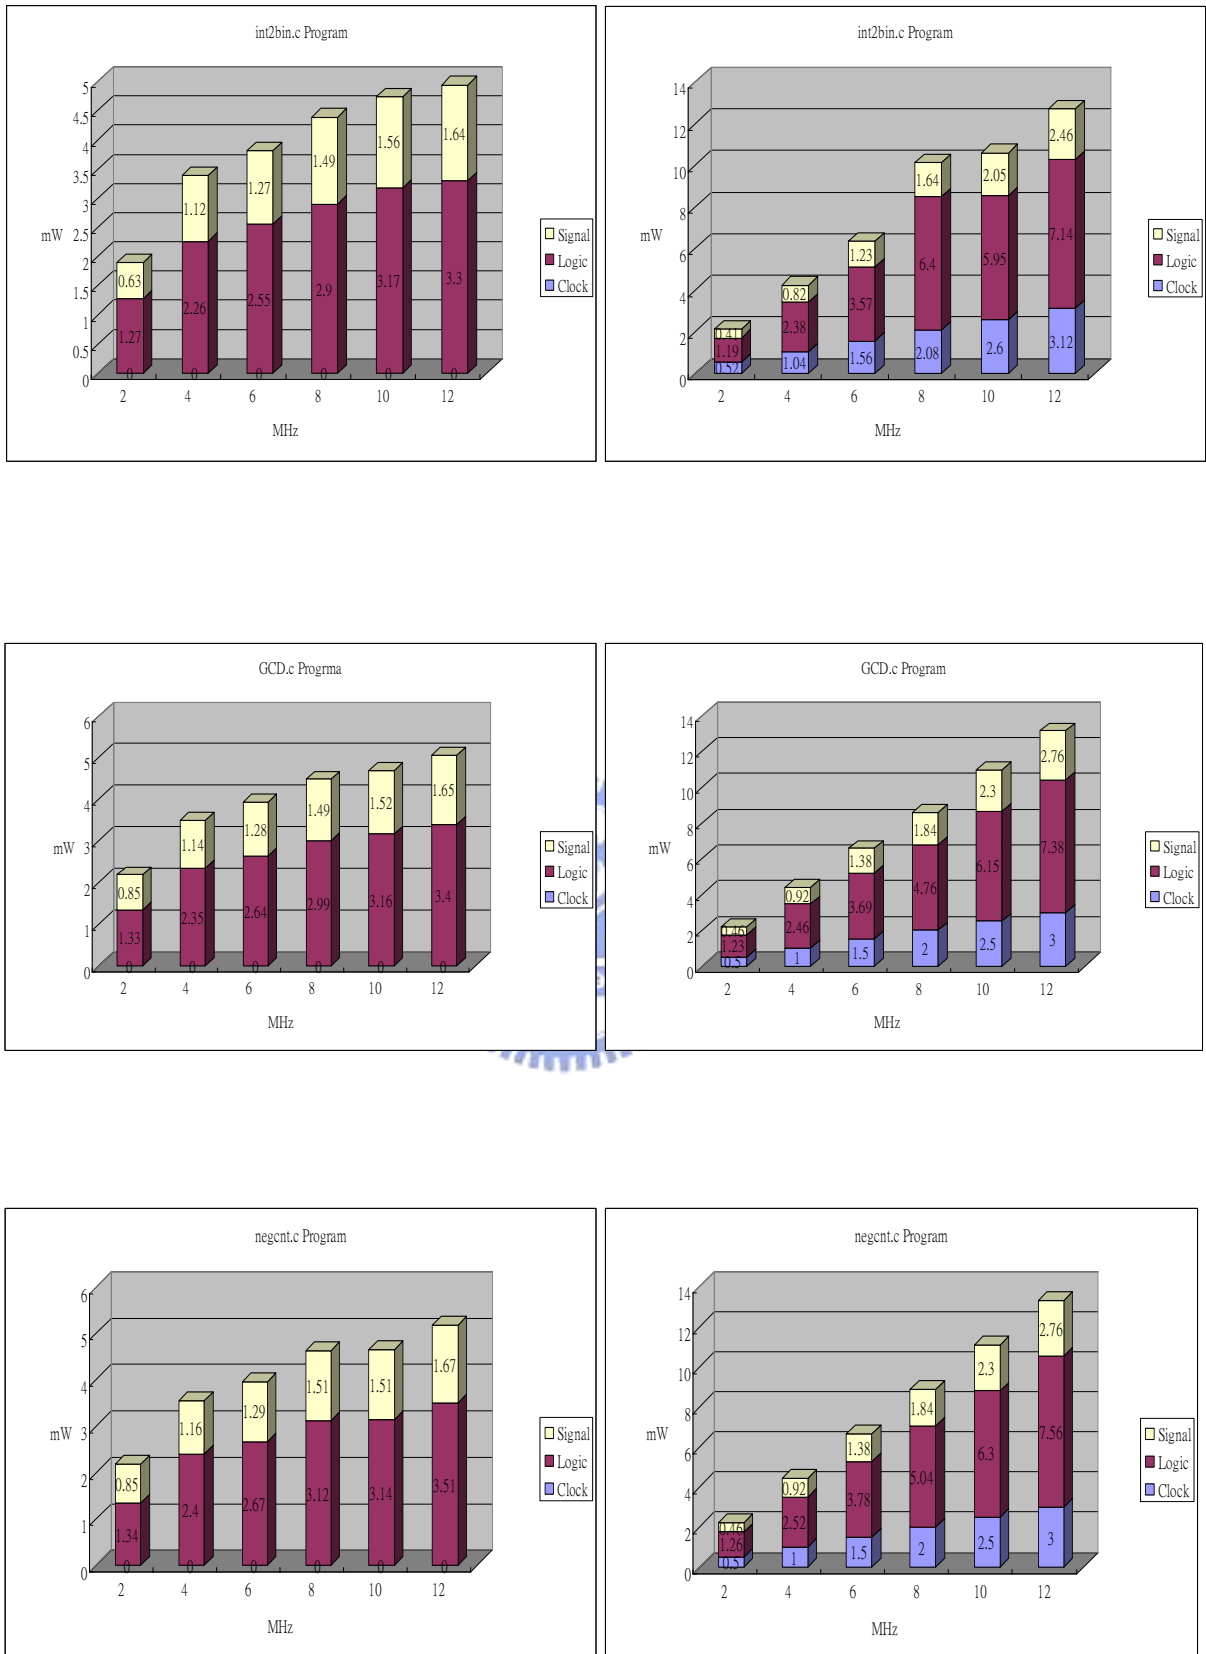 int2bin.c Program
5
4.5
4
3.5
3
2.5
2
1.5
1
0.5
0
mW
0.63 1.12 1.27 1.49 1.56 1.64
1.27 2.26 2.55 2.9 3.17 3.3
0 0 0 0 0 0
2 4 6 8 10 12
MHz
Signal
Logic
Clock
int2bin.c Program
14
12
10
8
6
4
2
0
mW
0.41 0.82 1.23 1.64 2.05 2.46
1.19 2.38 3.57 6.4 5.95 7.14
0.52 1.04 1.56 2.08 2.6 3.12
2 4 6 8 10 12
MHz
Signal
Logic
Clock
GCD.c Progrma
6
5
4
3
2
1
0
mW
0.85 1.14 1.28 1.49 1.52 1.65
1.33 2.35 2.64 2.99 3.16 3.4
0 0 0 0 0 0
2 4 6 8 10 12
MHz
Signal
Logic
Clock
GCD.c Program
14
12
10
8
6
4
2
0
mW
0.46 0.92 1.38 1.84 2.3 2.76
1.23 2.46 3.69 4.76 6.15 7.38
0.5 1 1.5 2 2.5 3
2 4 6 8 10 12
MHz
Signal
Logic
Clock
negcnt.c Program
6
5
4
3
2
1
0
mW
0.85 1.16 1.29 1.51 1.51 1.67
1.34 2.4 2.67 3.12 3.14 3.51
0 0 0 0 0 0
2 4 6 8 10 12
MHz
Signal
Logic
Clock
negcnt.c Program
14
12
10
8
6
4
2
0
mW
0.46 0.92 1.38 1.84 2.3 2.76
1.26 2.52 3.78 5.04 6.3 7.56
0.5 1 1.5 2 2.5 3
2 4 6 8 10 12
MHz
Signal
Logic
Clock